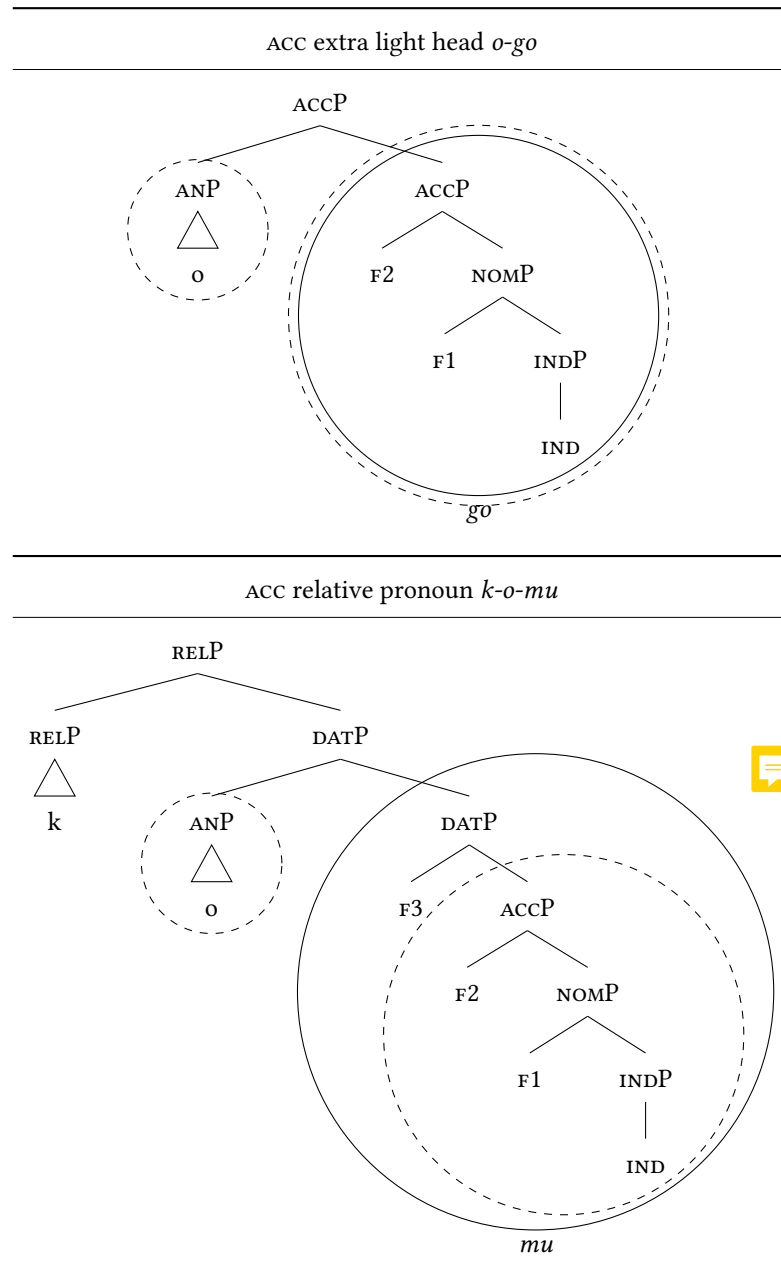 ACC extra light head o-go
ACCP
ANP ACCP
o F2 NOMP
F1 INDP
IND
go
ACC relative pronoun k-o-mu
RELP
RELP DATP
k ANP DATP
o F3 ACCP
F2 NOMP
F1 INDP
IND
mu